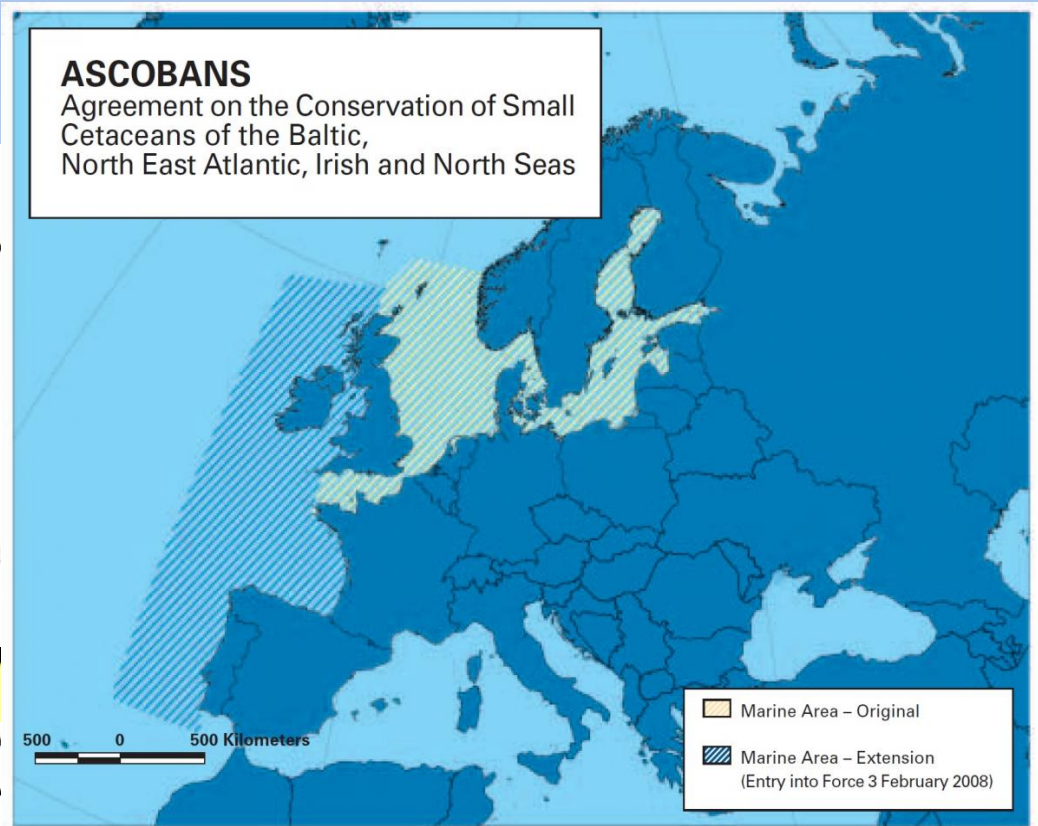 ASCOBANS
Agreement on the Conservation of Small
Cetaceans of the Baltic,
North East Atlantic, Irish and North Seas
500 0 500 Kilometers
Marine Area – Original
Marine Area – Extension
(Entry into Force 3 February 2008)